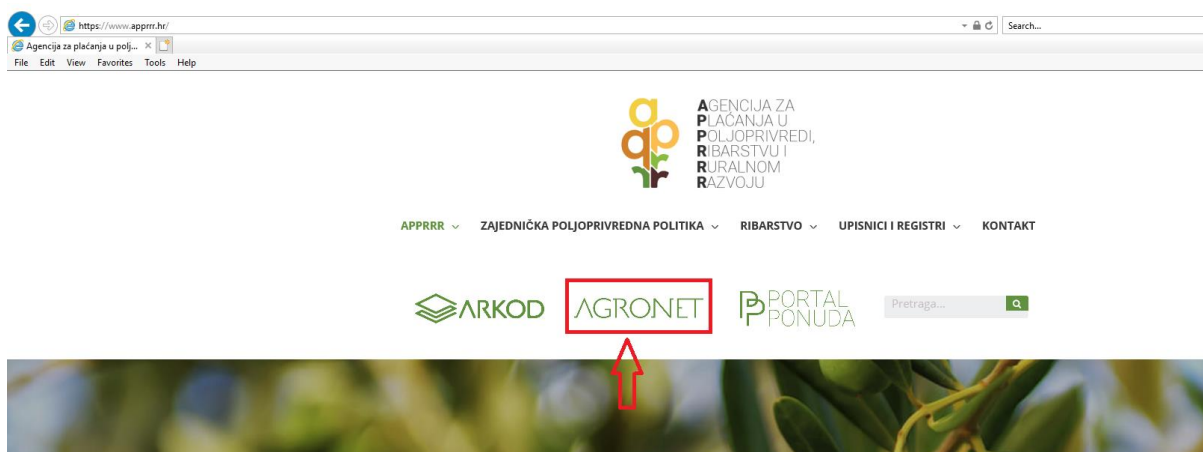 https://www.apprrr.hr/
Search...
Agencija za plaćanja u polj...
File Edit View Favorites Tools Help
AGENCIJA ZA
PLAĆANJA U
POLJOPRIVREDI,
RIBARSTVU I
RURALNOM
RAZVOJU
APPRRR ZAJEDNIČKA POLJOPRIVREDNA POLITIKA RIBARSTVO UPISNICI I REGISTRI KONTAKT
ARKOD AGRONET PORTAL PONUDA Pretraga...